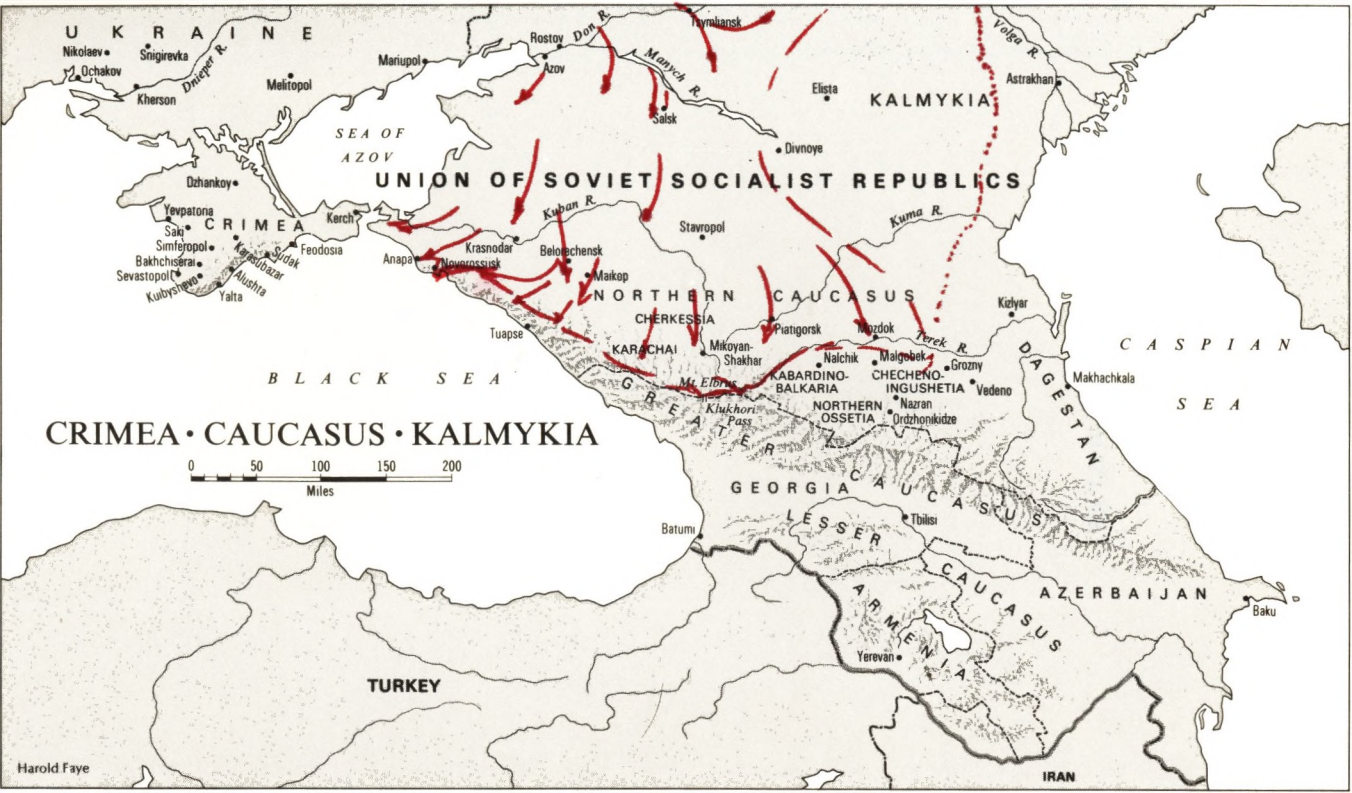 UKRAINE
Nikolaev
Snigirevka
Ochakov
Dnieper R.
Kherson
Melitopol
Mariupol
Rostov
Don R.
Azov
Tsymliansk
Manych R.
Salsk
Elista
KALMYKIA
Volga R.
Astrakhan
SEA OF
AZOV
Divnoye
UNION OF SOVIET SOCIALIST REPUBLICS
Dzhankoy
Yevpatoria
CRIMEA
Kerch
Saki
Simferopol
Bakhchiserai
Sevastopol
Kuibyshevo
Yalta
Alushta
Karasubazar
Sudak
Feodosia
Kuban R.
Krasnodar
Anapa
Novorossusk
Belorechensk
Maikop
Stavropol
Kuma R.
NORTHERN CAUCASUS
CHERKESSIA
Tuapse
KARACHAI
Mikoyan-
Shakhar
Piatigorsk
Mozdok
Terek R.
Kizlyar
Nalchik
Malgobek
Grozny
KABARDINO-
BALKARIA
CHECHENO-
INGUSHETIA
Vedeno
Nazran
NORTHERN
OSSETIA
Ordzhonikidze
DAGESTAN
Makhachkala
CASPIAN
SEA
BLACK SEA
Mt. Elbrus
Klukhori
Pass
GREATER CAUCASUS
CRIMEA · CAUCASUS · KALMYKIA
0 50 100 150 200
Miles
GEORGIA
LESSER CAUCASUS
Tbilisi
Batumi
ARMENIA
Yerevan
AZERBAIJAN
Baku
TURKEY
IRAN
Harold Faye